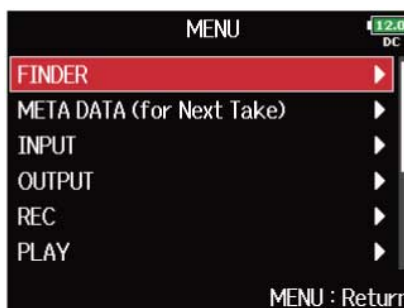 MENU
12.0
DC
FINDER
META DATA (for Next Take)
INPUT
OUTPUT
REC
PLAY
MENU : Return